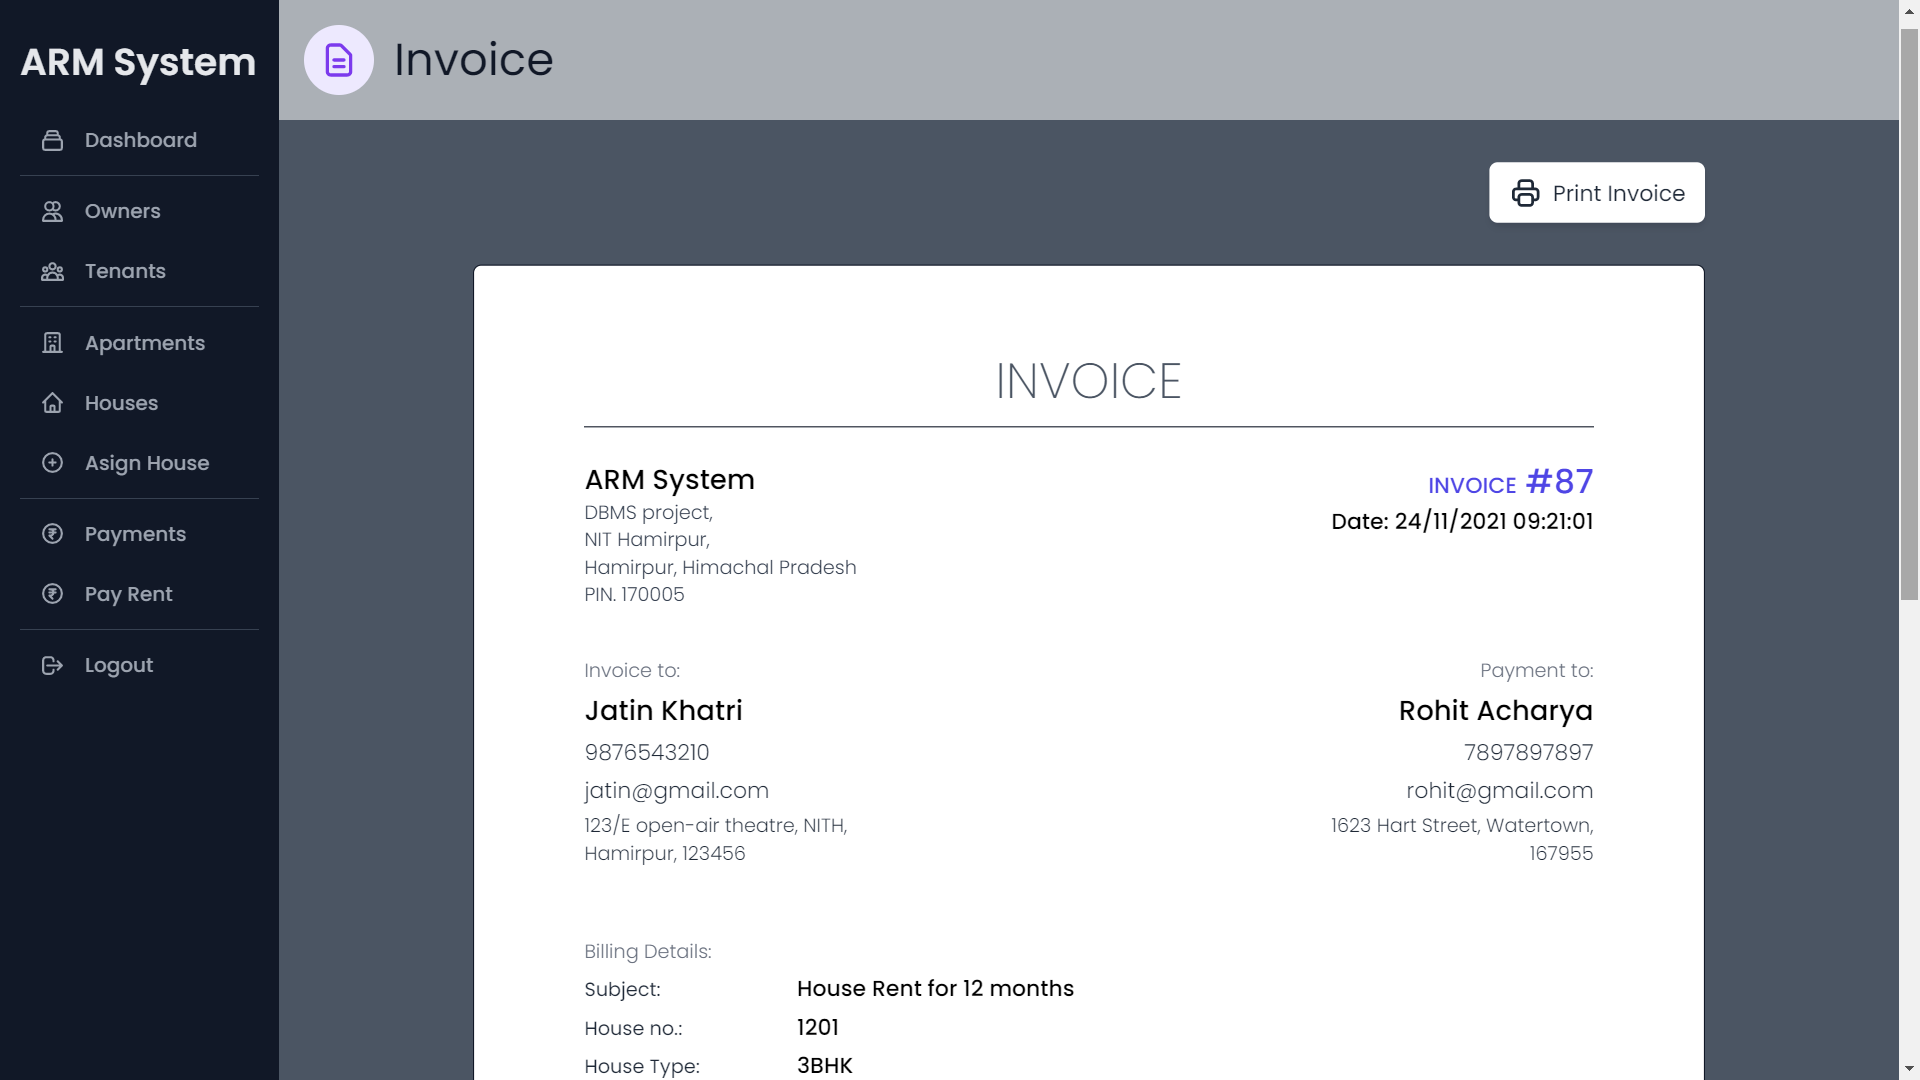 ARM System
Dashboard
Owners
Tenants
Apartments
Houses
Asign House
Payments
Pay Rent
Logout
Invoice
Print Invoice
INVOICE
ARM System
DBMS project,
NIT Hamirpur,
Hamirpur, Himachal Pradesh
PIN. 170005
INVOICE #87
Date: 24/11/2021 09:21:01
Invoice to:
Jatin Khatri
9876543210
jatin@gmail.com
123/E open-air theatre, NITH,
Hamirpur, 123456
Payment to:
Rohit Acharya
7897897897
rohit@gmail.com
1623 Hart Street, Watertown,
167955
Billing Details:
Subject: House Rent for 12 months
House no.: 1201
House Type: 3BHK